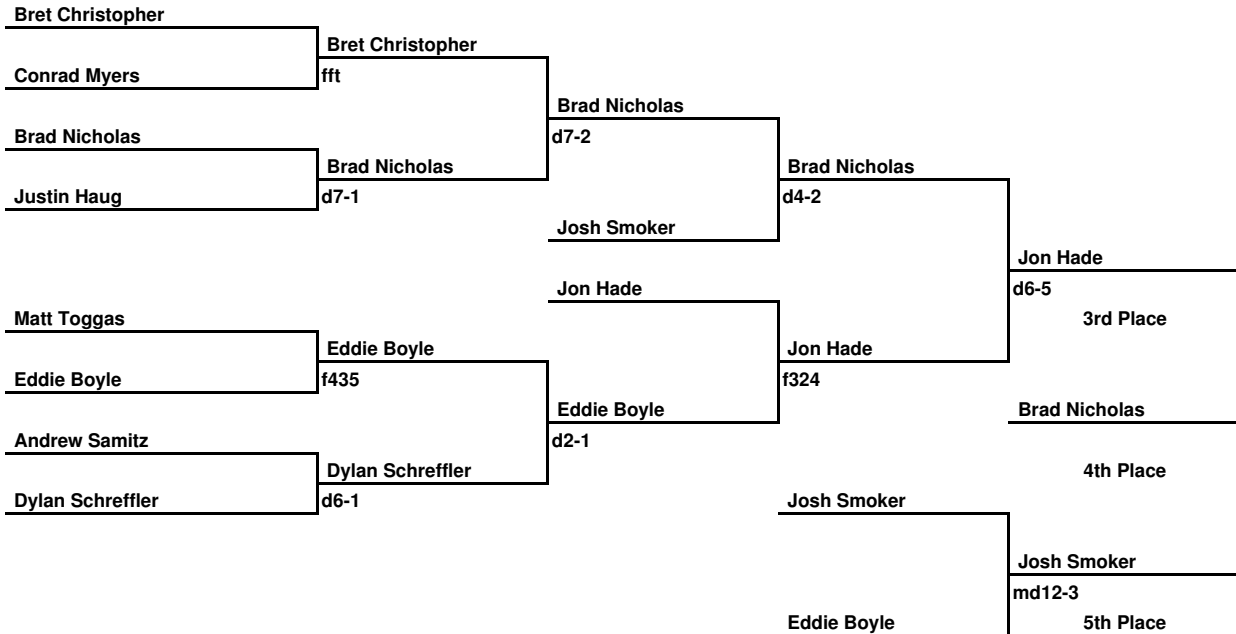 Bret Christopher
Bret Christopher
Conrad Myers
fft
Brad Nicholas
Brad Nicholas
d7-2
Brad Nicholas
Brad Nicholas
Justin Haug
d7-1
d4-2
Josh Smoker
Jon Hade
Jon Hade
d6-5
Matt Toggas
3rd Place
Eddie Boyle
Jon Hade
Eddie Boyle
f435
f324
Eddie Boyle
Brad Nicholas
Andrew Samitz
d2-1
Dylan Schreffler
4th Place
Dylan Schreffler
d6-1
Josh Smoker
Josh Smoker
md12-3
Eddie Boyle
5th Place